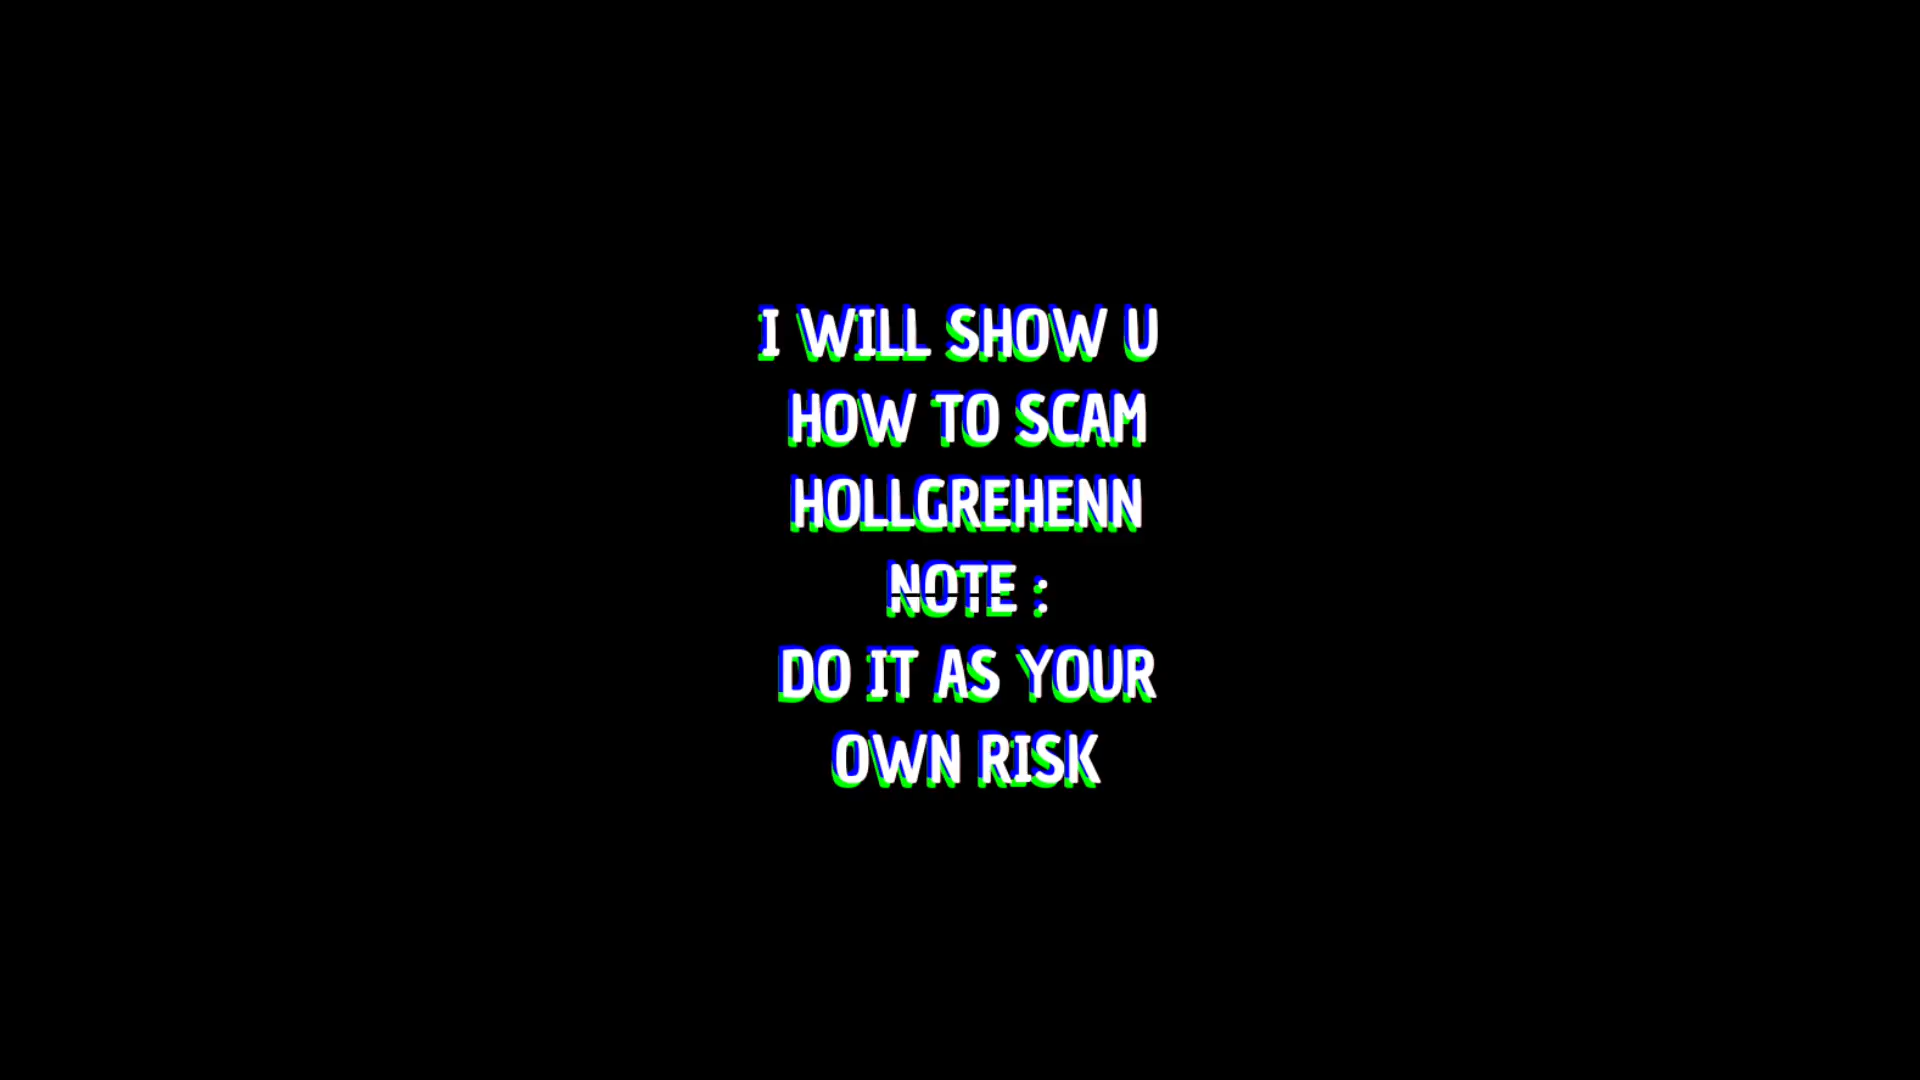 I WILL SHOW U
HOW TO SCAM
HOLLGREHENN
NOTE :
DO IT AS YOUR
OWN RISK